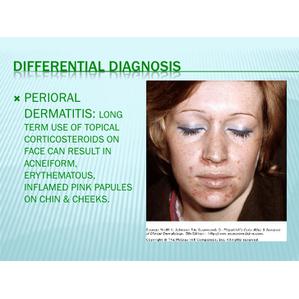 DIFFERENTIAL DIAGNOSIS
PERIORAL
DERMATITIS: LONG
TERM USE OF TOPICAL
CORTICOSTEROIDS ON
FACE CAN RESULT IN
ACNEIFORM,
ERYTHEMATOUS,
INFLAMED PINK PAPULES
ON CHIN & CHEEKS.